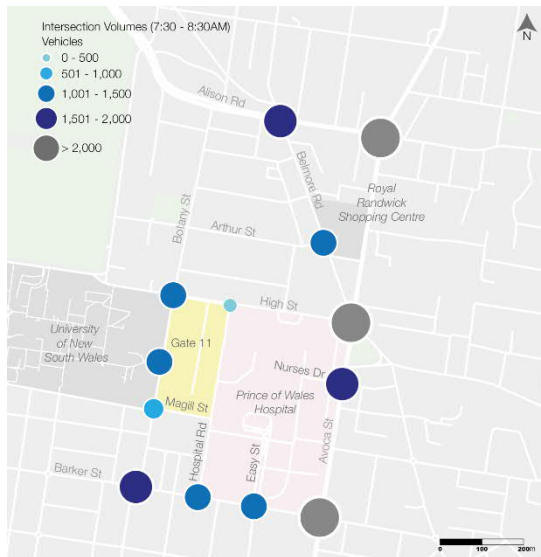 Intersection Volumes (7:30 - 8:30AM)
Vehicles
0 - 500
501 - 1,000
1,001 - 1,500
1,501 - 2,000
> 2,000
N
Alison Rd
Belmore Rd
Royal
Randwick
Shopping Centre
Botany St
Arthur St
High St
University
of New
South Wales
Gate 11
Nurses Dr
Magill St
Prince of Wales
Hospital
Hospital Rd
Easy St
Avoca St
Barker St
0
100
200m